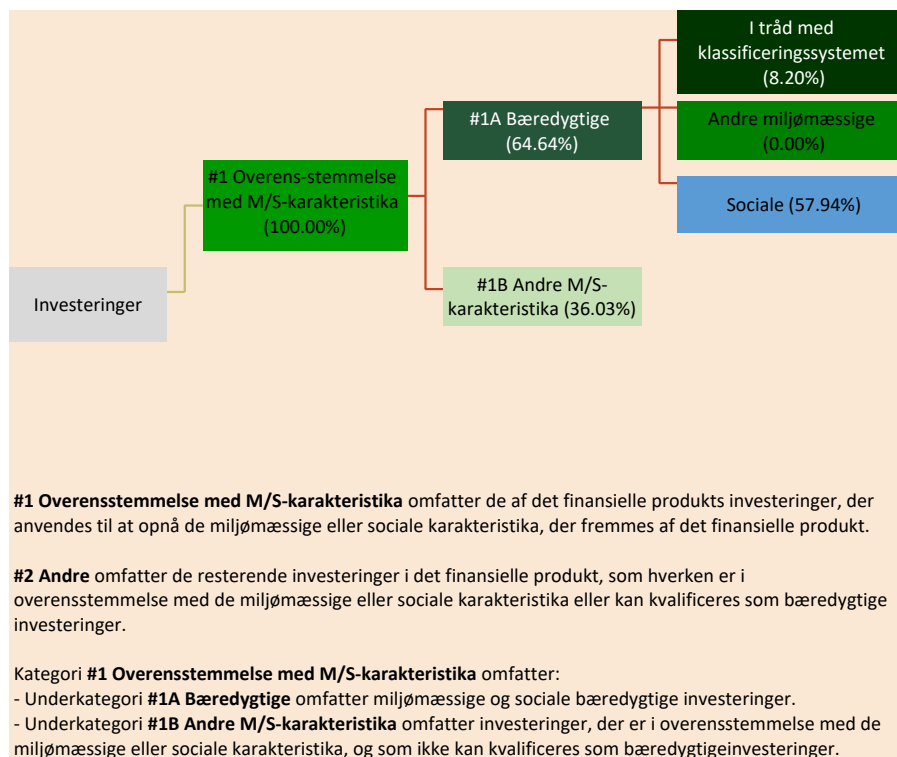 I tråd med
klassificeringssystemet
(8.20%)
#1A Bæredygtige
(64.64%)
Andre miljømæssige
(0.00%)
#1 Overens-stemmelse
med M/S-karakteristika
(100.00%)
Sociale (57.94%)
Investeringer
#1B Andre M/S-
karakteristika (36.03%)
#1 Overensstemmelse med M/S-karakteristika omfatter de af det finansielle produkts investeringer, der
anvendes til at opnå de miljømæssige eller sociale karakteristika, der fremmes af det finansielle produkt.
#2 Andre omfatter de resterende investeringer i det finansielle produkt, som hverken er i
overensstemmelse med de miljømæssige eller sociale karakteristika eller kan kvalificeres som bæredygtige
investeringer.
Kategori #1 Overensstemmelse med M/S-karakteristika omfatter:
- Underkategori #1A Bæredygtige omfatter miljømæssige og sociale bæredygtige investeringer.
- Underkategori #1B Andre M/S-karakteristika omfatter investeringer, der er i overensstemmelse med de
miljømæssige eller sociale karakteristika, og som ikke kan kvalificeres som bæredygtigeinvesteringer.